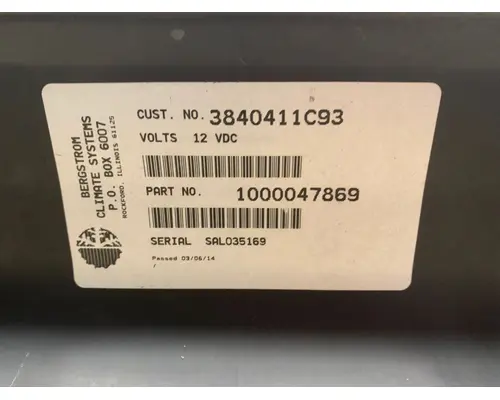 BERGSTROM
CLIMATE SYSTEMS
P.O. BOX 6007
ROCKFORD, ILLINOIS 61125
CUST. NO. 3840411C93
VOLTS 12 VDC
PART NO. 1000047869
SERIAL SAL035169
Passed 03/06/14
/